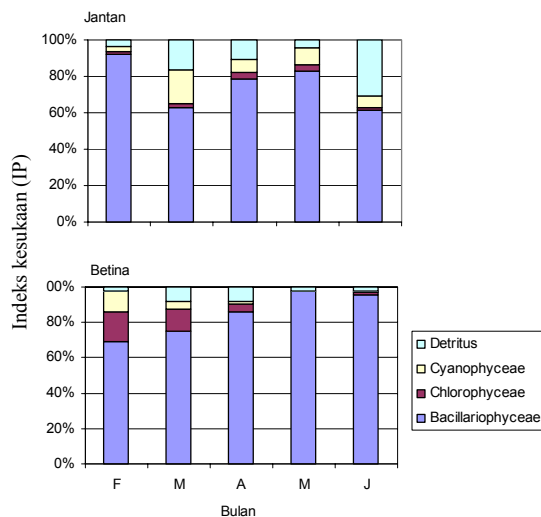 Jantan
100%
80%
60%
40%
20%
0%
Indeks kesukaan (IP)
Betina
00%
80%
60%
40%
20%
0%
F M A M J
Bulan
Detritus
Cyanophyceae
Chlorophyceae
Bacillariophyceae